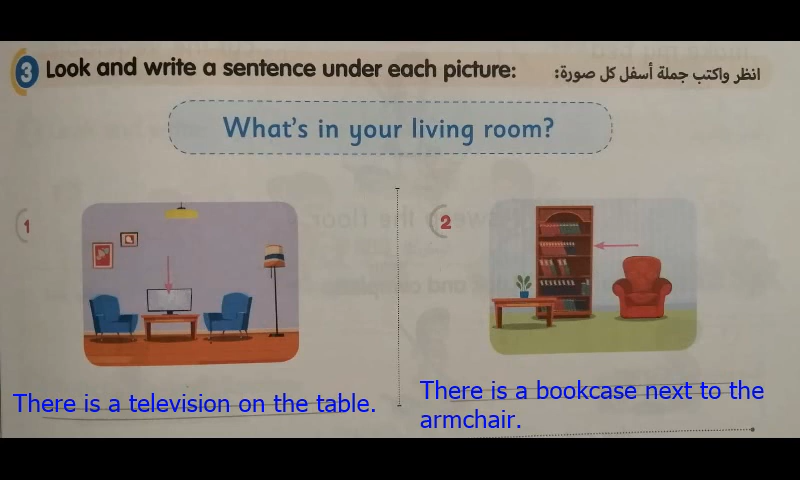 3 Look and write a sentence under each picture: انظر واكتب جملة أسفل كل صورة:
What's in your living room?
1
There is a television on the table.
2
There is a bookcase next to the
armchair.